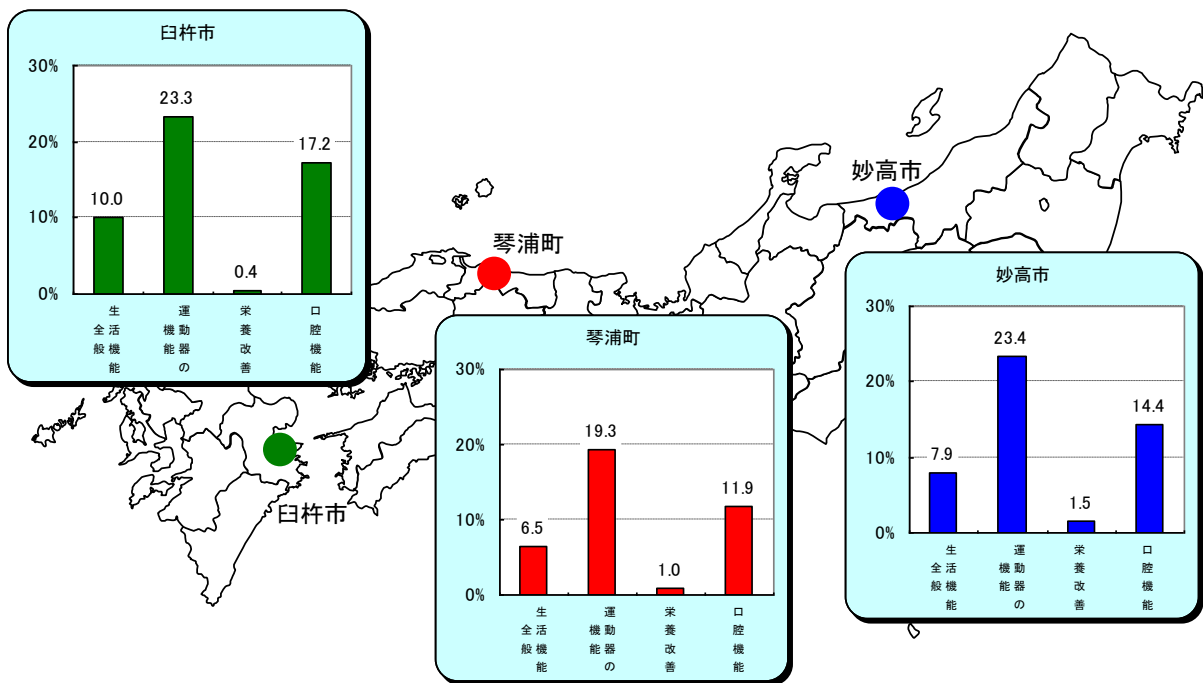 臼杵市
30%
20%
10%
0%
10.0
23.3
0.4
17.2
生活機能
全般
運動器の
機能
栄養改善
口腔機能
妙高市
琴浦町
臼杵市
琴浦町
30%
20%
10%
0%
6.5
19.3
1.0
11.9
生活機能
全般
運動器の
機能
栄養改善
口腔機能
妙高市
30%
20%
10%
0%
7.9
23.4
1.5
14.4
生活機能
全般
運動器の
機能
栄養改善
口腔機能